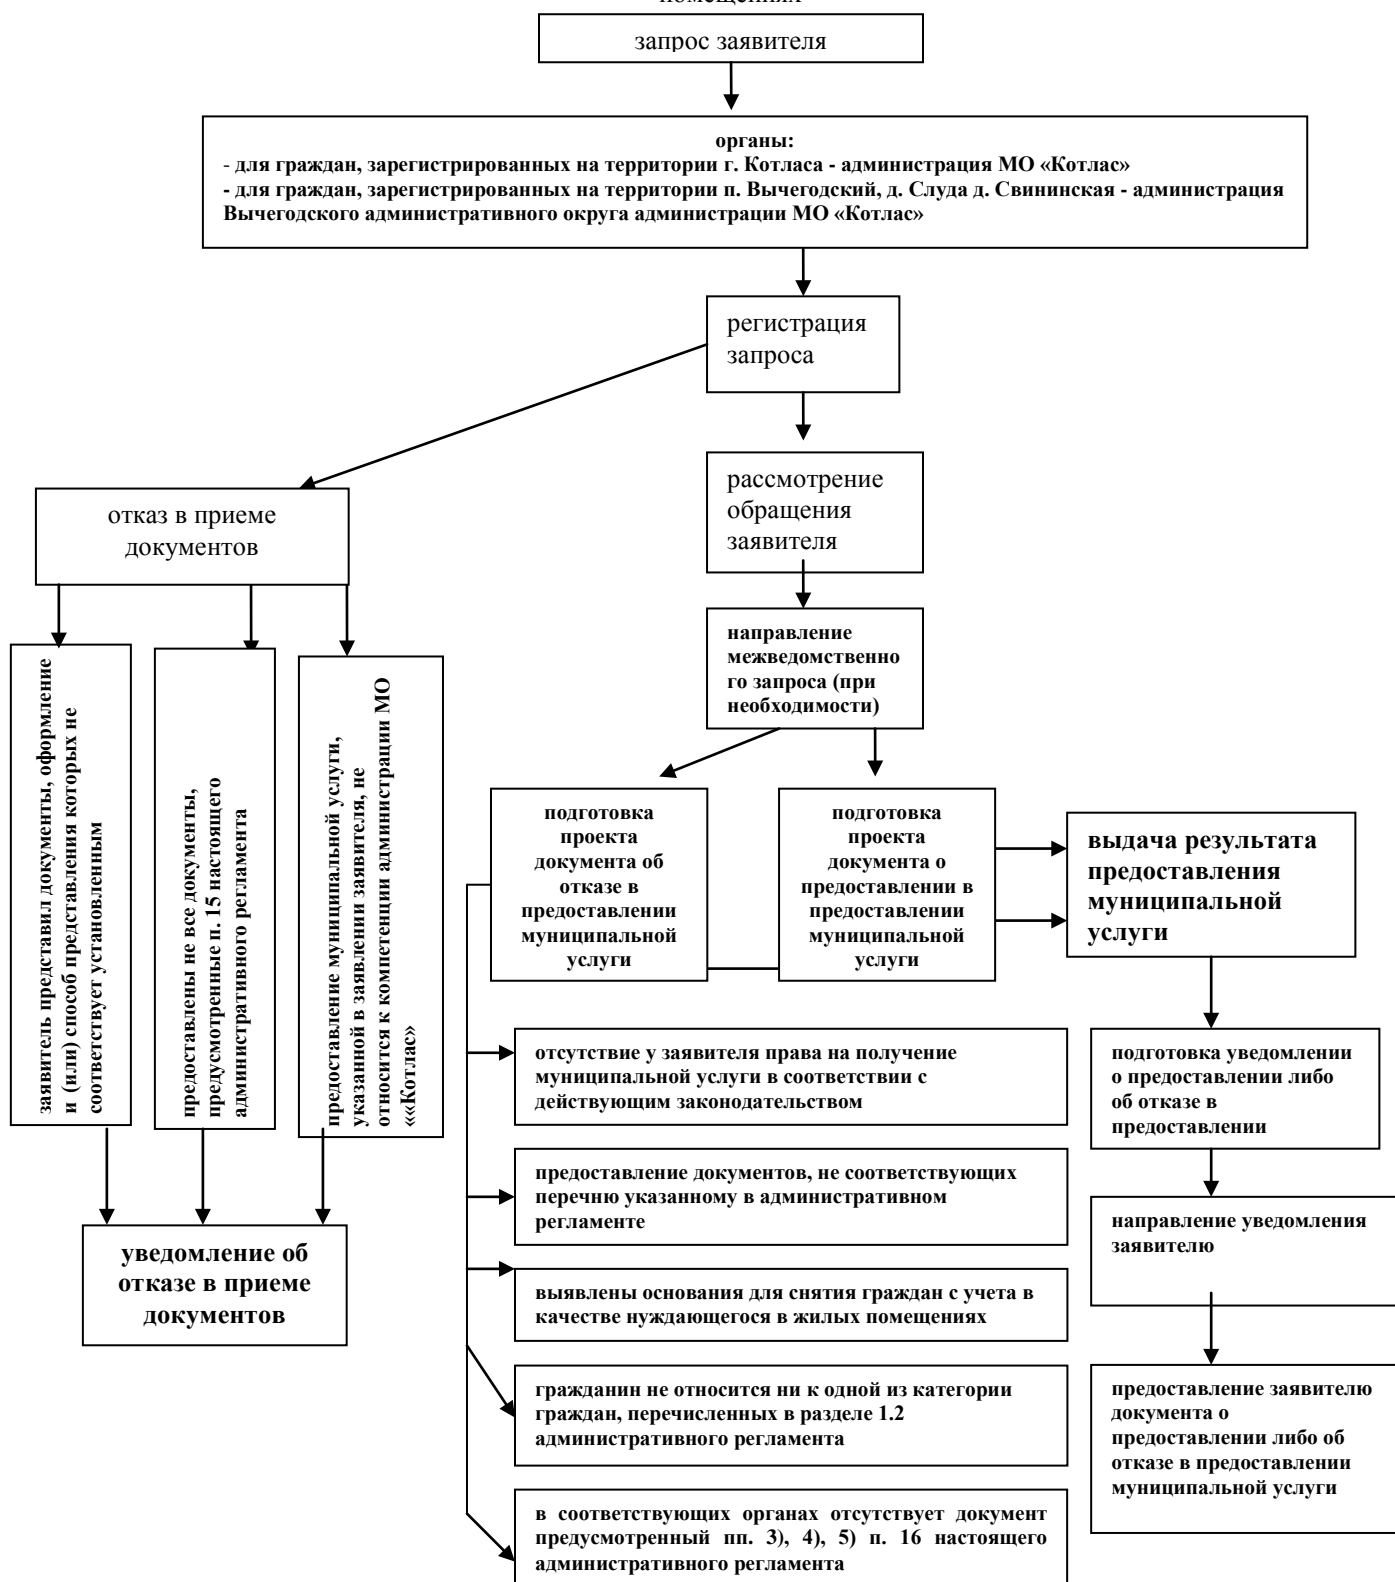 помещениях
запрос заявителя
органы:
- для граждан, зарегистрированных на территории г. Котласа - администрация МО «Котлас»
- для граждан, зарегистрированных на территории п. Вычегодский, д. Слуда д. Свининская - администрация
Вычегодского административного округа администрации МО «Котлас»
регистрация
запроса
отказ в приеме
документов
рассмотрение
обращения
заявителя
направление
межведомственно
го запроса (при
необходимости)
заявитель представил документы, оформление
и (или) способ представления которых не
соответствует установленным
предоставлены не все документы,
предусмотренные п. 15 настоящего
административного регламента
предоставление муниципальной услуги,
указанной в заявлении заявителя, не
относится к компетенции администрации МО
««Котлас»
уведомление об
отказе в приеме
документов
подготовка
проекта
документа об
отказе в
предоставлении
муниципальной
услуги
подготовка
проекта
документа о
предоставлении в
предоставлении
муниципальной
услуги
выдача результата
предоставления
муниципальной
услуги
отсутствие у заявителя права на получение
муниципальной услуги в соответствии с
действующим законодательством
предоставление документов, не соответствующих
перечню указанному в административном
регламенте
выявлены основания для снятия граждан с учета в
качестве нуждающегося в жилых помещениях
гражданин не относится ни к одной из категории
граждан, перечисленных в разделе 1.2
административного регламента
в соответствующих органах отсутствует документ
предусмотренный пп. 3), 4), 5) п. 16 настоящего
административного регламента
подготовка уведомлении
о предоставлении либо
об отказе в
предоставлении
направление уведомления
заявителю
предоставление заявителю
документа о
предоставлении либо об
отказе в предоставлении
муниципальной услуги